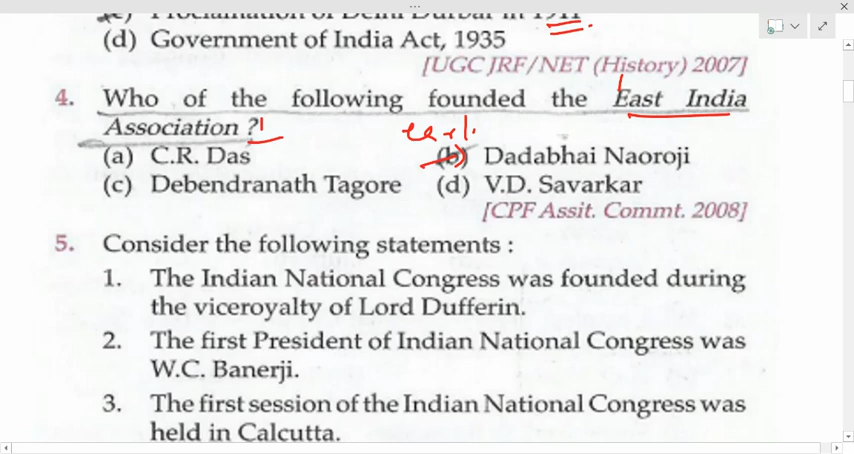 (d) Government of India Act, 1935
[UGC JRF/NET (History) 2007]
4. Who of the following founded the East India
Association ?
(a) C.R. Das (b) Dadabhai Naoroji
(c) Debendranath Tagore (d) V.D. Savarkar
[CPF Assit. Commt. 2008]
5. Consider the following statements :
1. The Indian National Congress was founded during
the viceroyalty of Lord Dufferin.
2. The first President of Indian National Congress was
W.C. Banerji.
3. The first session of the Indian National Congress was
held in Calcutta.